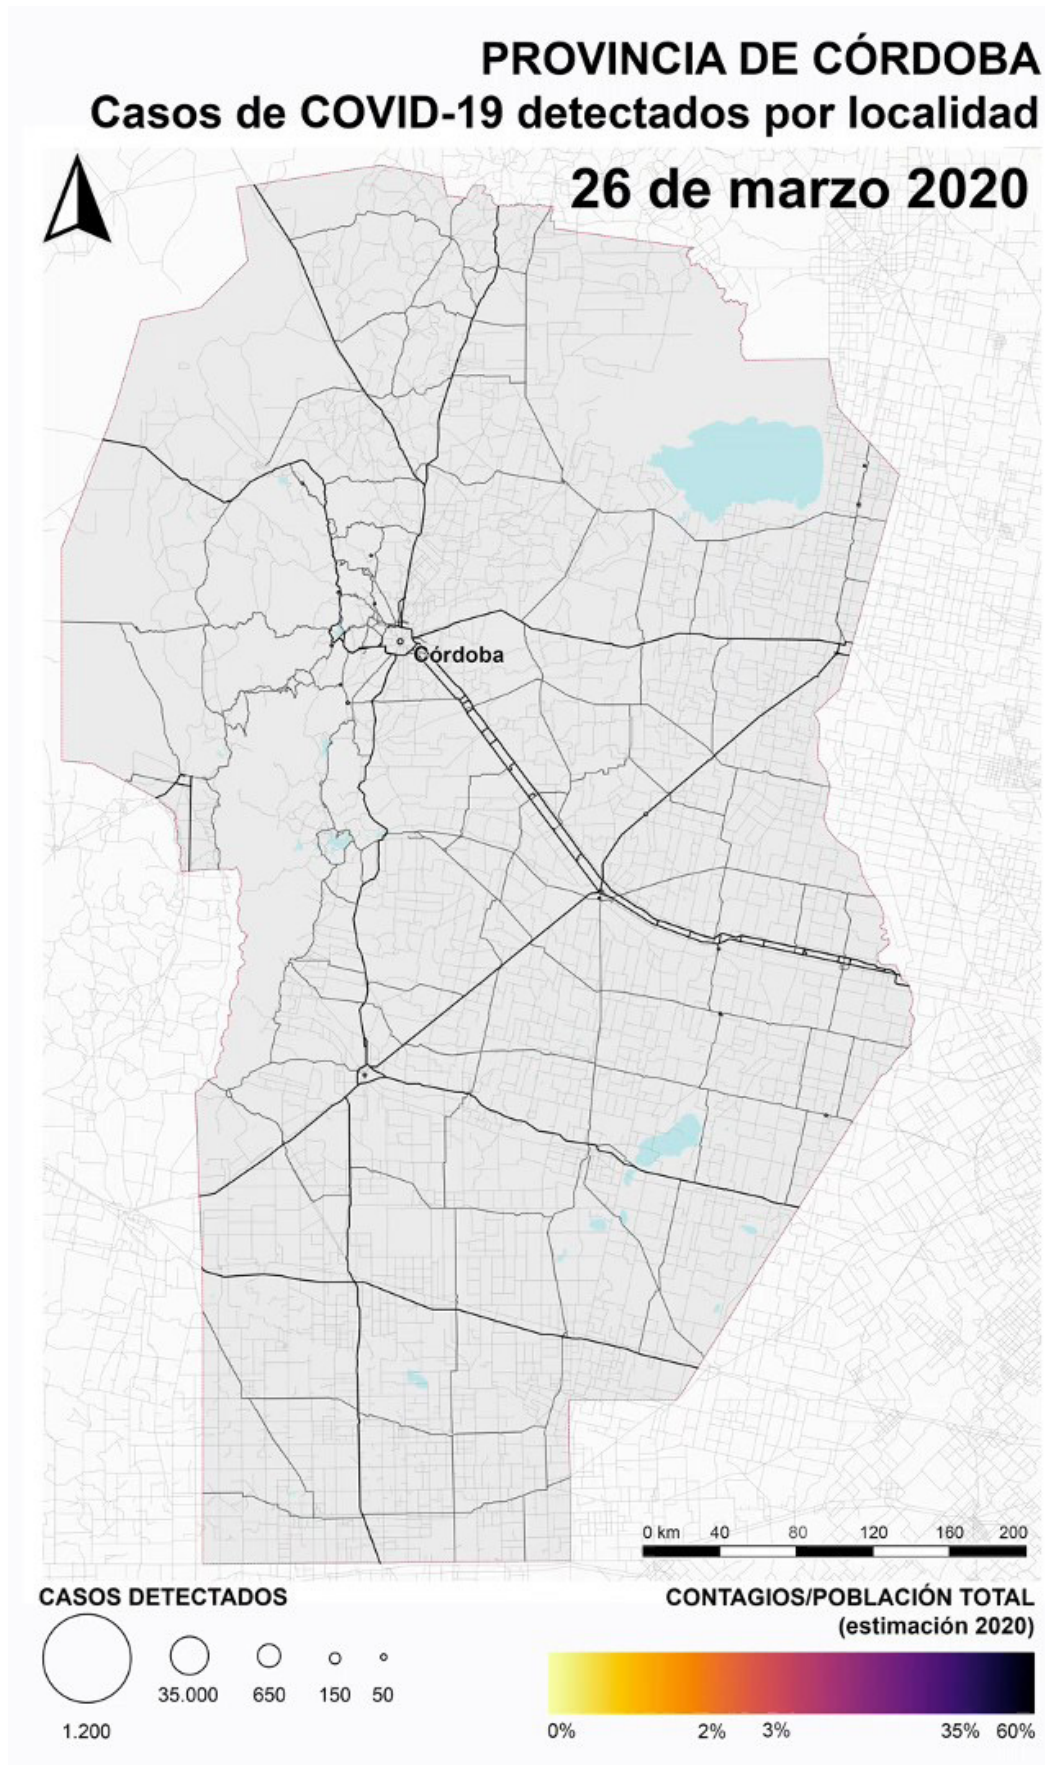 PROVINCIA DE CÓRDOBA
Casos de COVID-19 detectados por localidad
26 de marzo 2020
Córdoba
0 km 40 80 120 160 200
CASOS DETECTADOS
35.000 650 150 50
1.200
CONTAGIOS/POBLACIÓN TOTAL
(estimación 2020)
0% 2% 3% 35% 60%